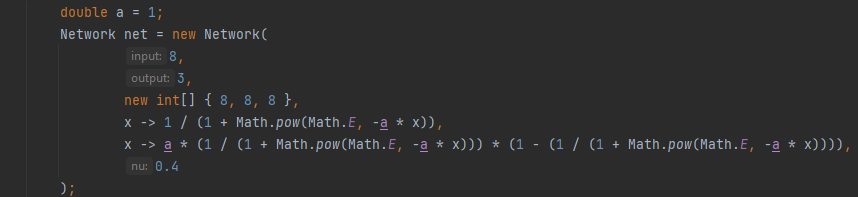 double a = 1;
Network net = new Network(
input: 8,
output: 3,
new int[] { 8, 8, 8 },
x -> 1 / (1 + Math.pow(Math.E, -a * x)),
x -> a * (1 / (1 + Math.pow(Math.E, -a * x))) * (1 - (1 / (1 + Math.pow(Math.E, -a * x)))),
nu: 0.4
);